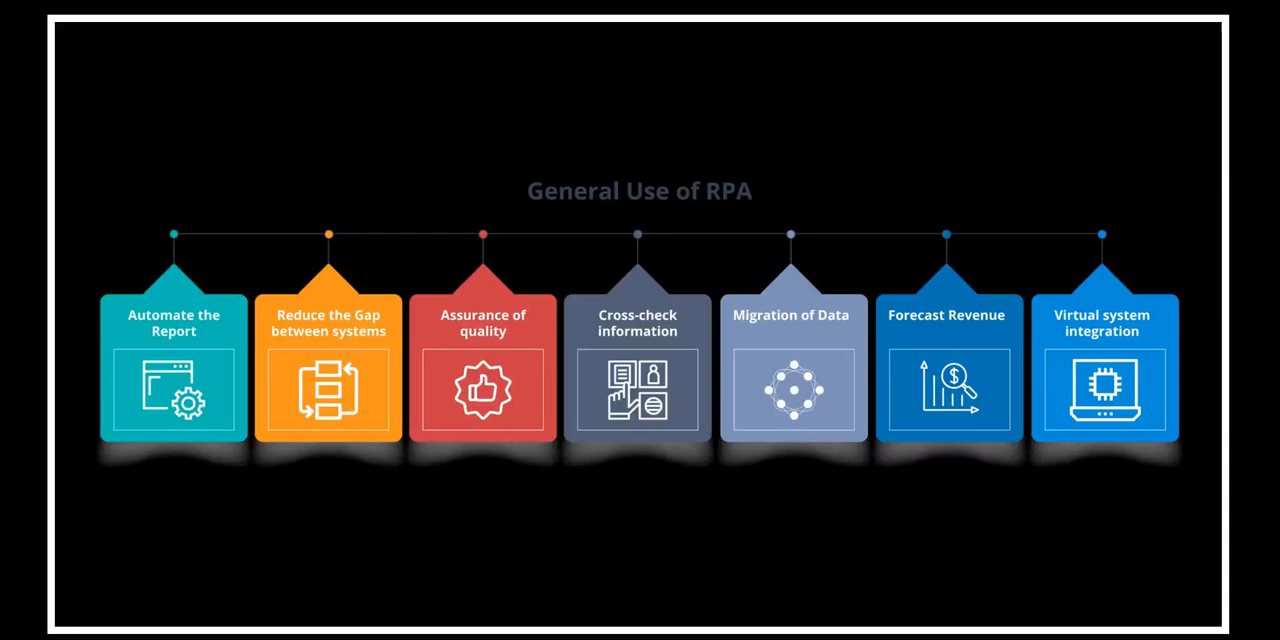 General Use of RPA
Automate the
Report
Reduce the Gap
between systems
Assurance of
quality
Cross-check
information
Migration of Data
Forecast Revenue
Virtual system
integration
$